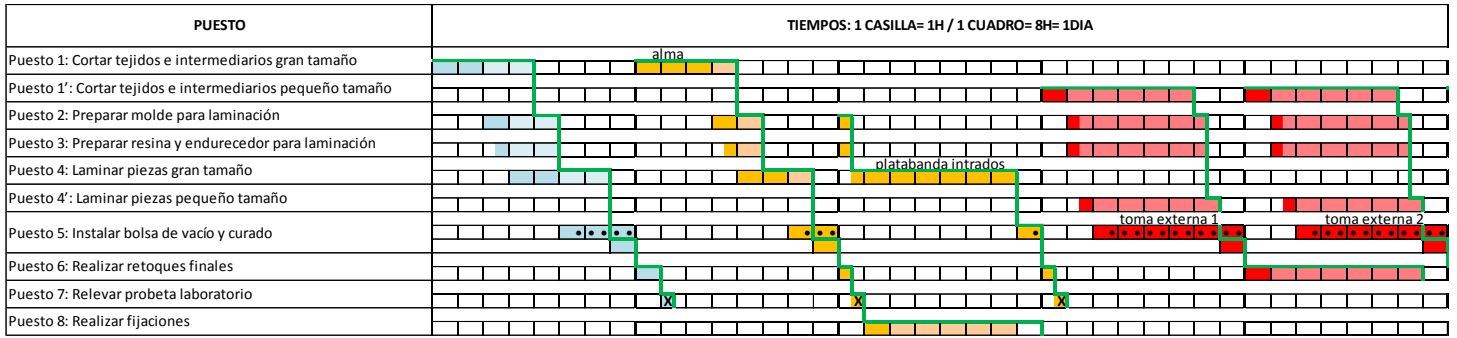 PUESTO
TIEMPOS: 1 CASILLA= 1H / 1 CUADRO= 8H= 1DIA
Puesto 1: Cortar tejidos e intermediarios gran tamaño
alma
Puesto 1’: Cortar tejidos e intermediarios pequeño tamaño
Puesto 2: Preparar molde para laminación
Puesto 3: Preparar resina y endurecedor para laminación
Puesto 4: Laminar piezas gran tamaño
platabanda intrados
Puesto 4’: Laminar piezas pequeño tamaño
toma externa 1
toma externa 2
Puesto 5: Instalar bolsa de vacío y curado
Puesto 6: Realizar retoques finales
Puesto 7: Relevar probeta laboratorio
X
X
X
Puesto 8: Realizar fijaciones